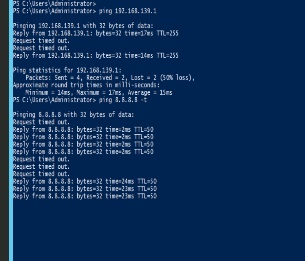 PS C:\Users\Administrator>
PS C:\Users\Administrator> ping 192.168.139.1
Pinging 192.168.139.1 with 32 bytes of data:
Reply from 192.168.139.1: bytes=32 time=17ms TTL=255
Request timed out.
Request timed out.
Reply from 192.168.139.1: bytes=32 time=14ms TTL=255
Ping statistics for 192.168.139.1:
Packets: Sent = 4, Received = 2, Lost = 2 (50% loss),
Approximate round trip times in milli-seconds:
Minimum = 14ms, Maximum = 17ms, Average = 15ms
PS C:\Users\Administrator> ping 8.8.8.8 -t
Pinging 8.8.8.8 with 32 bytes of data:
Request timed out.
Reply from 8.8.8.8: bytes=32 time=2ms TTL=50
Reply from 8.8.8.8: bytes=32 time=2ms TTL=50
Reply from 8.8.8.8: bytes=32 time=2ms TTL=50
Reply from 8.8.8.8: bytes=32 time=2ms TTL=50
Request timed out.
Request timed out.
Request timed out.
Reply from 8.8.8.8: bytes=32 time=24ms TTL=50
Reply from 8.8.8.8: bytes=32 time=23ms TTL=50
Reply from 8.8.8.8: bytes=32 time=23ms TTL=50